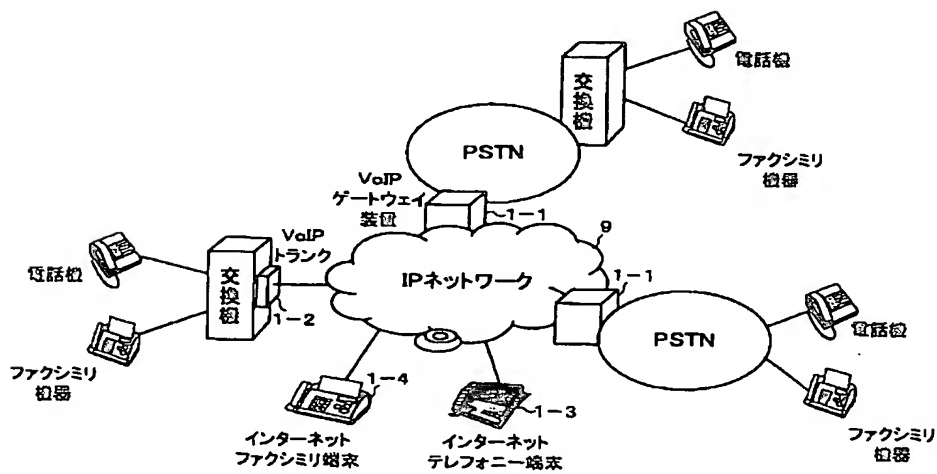 電話機
交換機
PSTN
ファクシミリ
機器
VoIP
ゲートウェイ
装置
1-1
9
VoIP
トランク
IPネットワーク
1-1
電話機
交換機
1-2
PSTN
電話機
ファクシミリ
機器
1-4
1-3
インターネット
ファクシミリ端末
インターネット
テレフォニー端末
ファクシミリ
機器